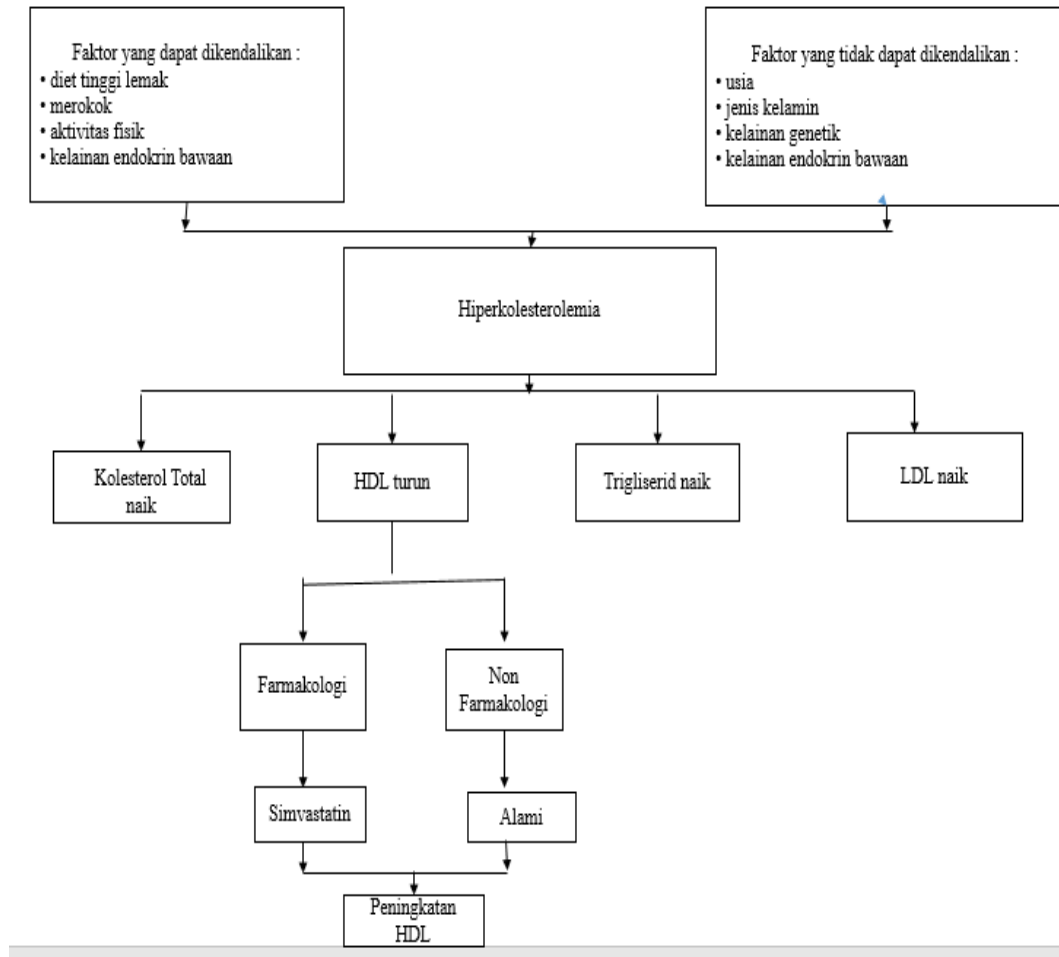 Faktor yang dapat dikendalikan :
• diet tinggi lemak
• merokok
• aktivitas fisik
• kelainan endokrin bawaan
Faktor yang tidak dapat dikendalikan :
• usia
• jenis kelamin
• kelainan genetik
• kelainan endokrin bawaan
Hiperkolesterolemia
Kolesterol Total
naik
HDL turun
Trigliserid naik
LDL naik
Farmakologi
Non
Farmakologi
Simvastatin
Alami
Peningkatan
HDL